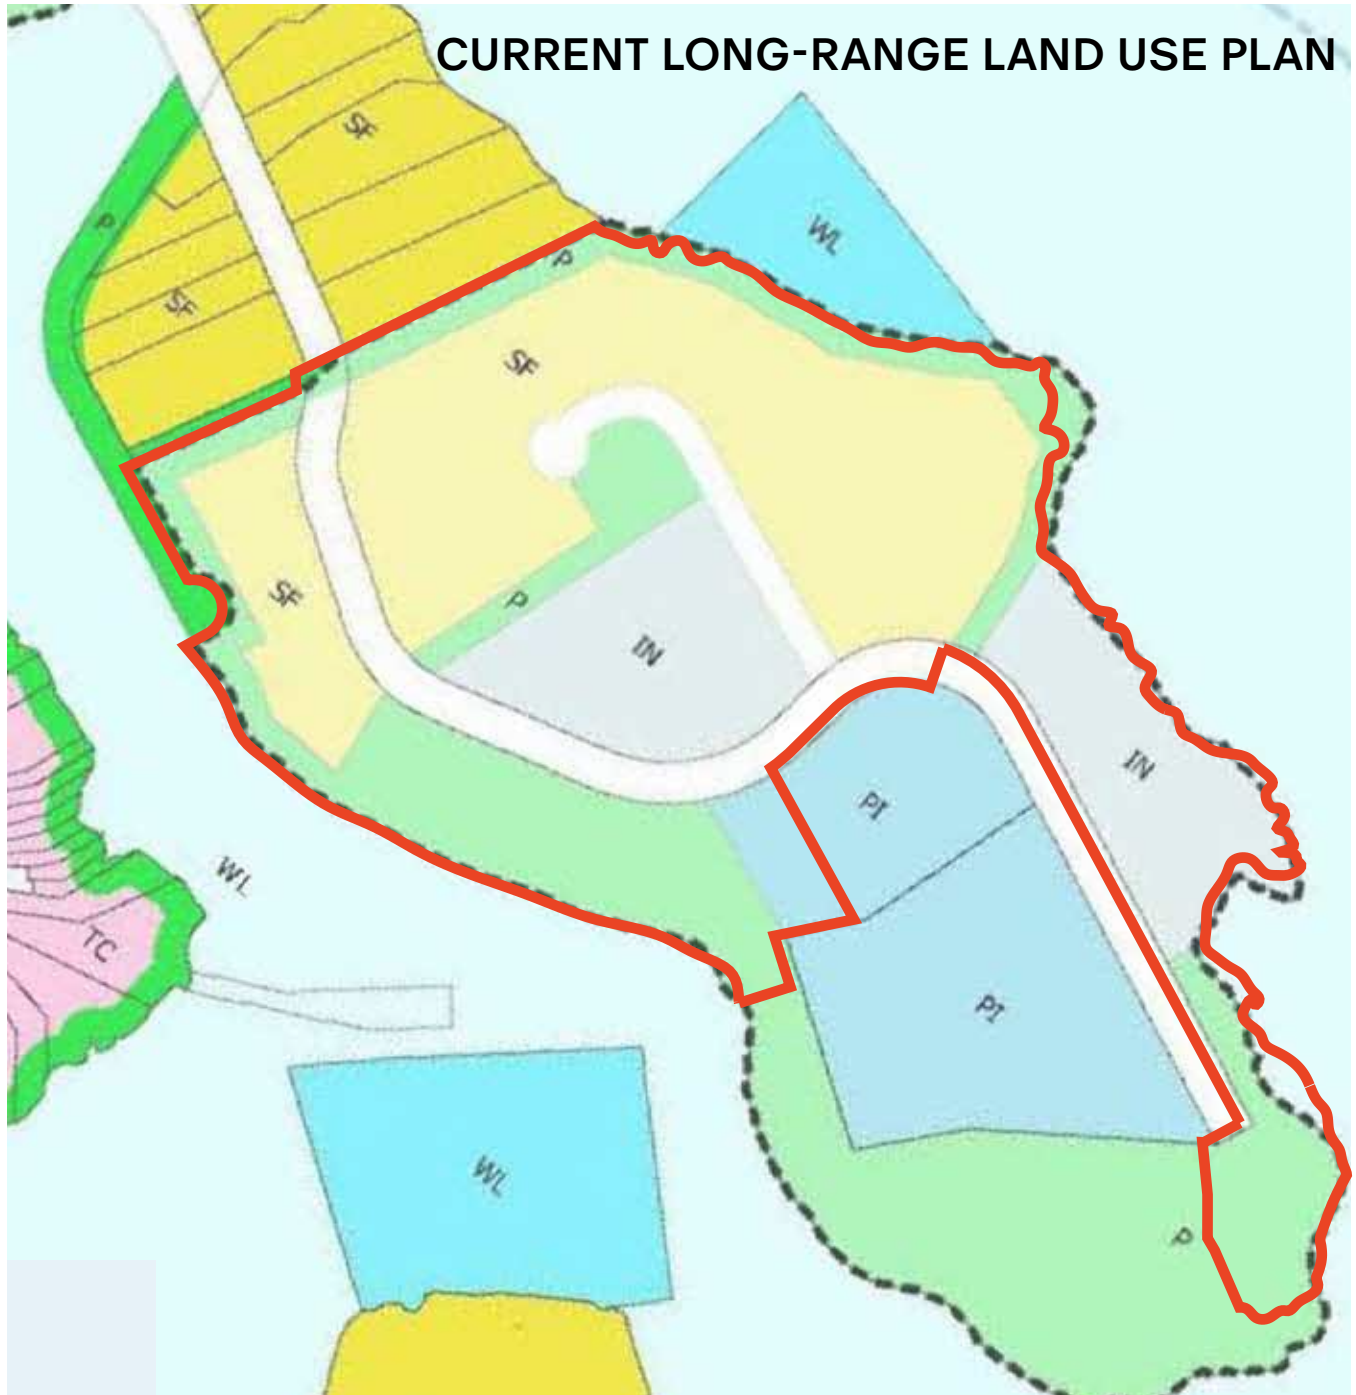 CURRENT LONG-RANGE LAND USE PLAN
SF
P
WL
P
SF
SF
SF
P
IN
IN
PI
WL
TC
PI
WL
P